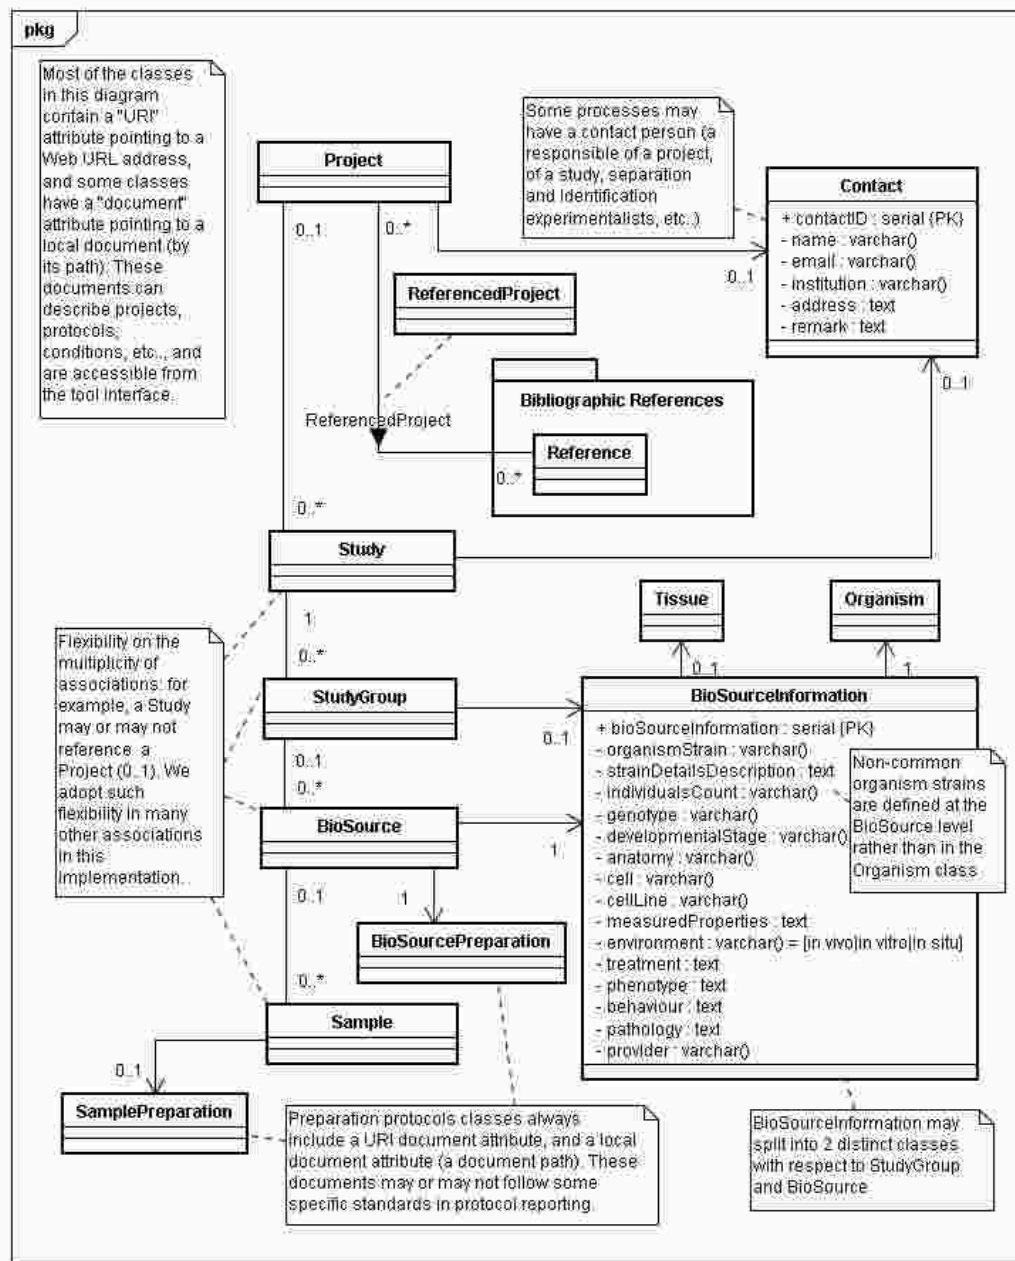 pkg
Most of the classes
in this diagram
contain a "URI"
attribute pointing to a
Web URL address,
and some classes
have a "document"
attribute pointing to a
local document (by
its path). These
documents can
describe projects,
protocols,
conditions, etc.., and
are accessible from
the tool interface.
Project
0..1
0..*
Some processes may
have a contact person (a
responsible of a project,
of a study, separation
and identification
experimentalists, etc..)
0..1
Contact
+ contactID : serial {PK}
- name : varchar()
- email : varchar()
- institution : varchar()
- address : text
- remark : text
0..1
ReferencedProject
ReferencedProject
Bibliographic References
Reference
0..*
0..*
Study
1
0..*
Tissue
Organism
0..1
1
Flexibility on the
multiplicity of
associations: for
example, a Study
may or may not
reference a
Project (0..1). We
adopt such
flexibility in many
other associations
in this
implementation.
StudyGroup
0..1
0..1
0..*
BioSource
1
0..1
1
BioSourceInformation
+ bioSourceInformation : serial {PK}
- organismStrain : varchar()
- strainDetailsDescription : text
- individualsCount : varchar()
- genotype : varchar()
- developmentalStage : varchar()
- anatomy : varchar()
- cell : varchar()
- cellLine : varchar()
- measuredProperties : text
- environment : varchar() = [in vivo|in vitro|in situ]
- treatment : text
- phenotype : text
- behaviour : text
- pathology : text
- provider : varchar()
Non-common
organism strains
are defined at the
BioSource level
rather than in the
Organism class
BioSourcePreparation
0..*
Sample
0..1
SamplePreparation
Preparation protocols classes always
include a URI document attribute, and a local
document attribute (a document path). These
documents may or may not follow some
specific standards in protocol reporting.
BioSourceInformation may
split into 2 distinct classes
with respect to StudyGroup
and BioSource